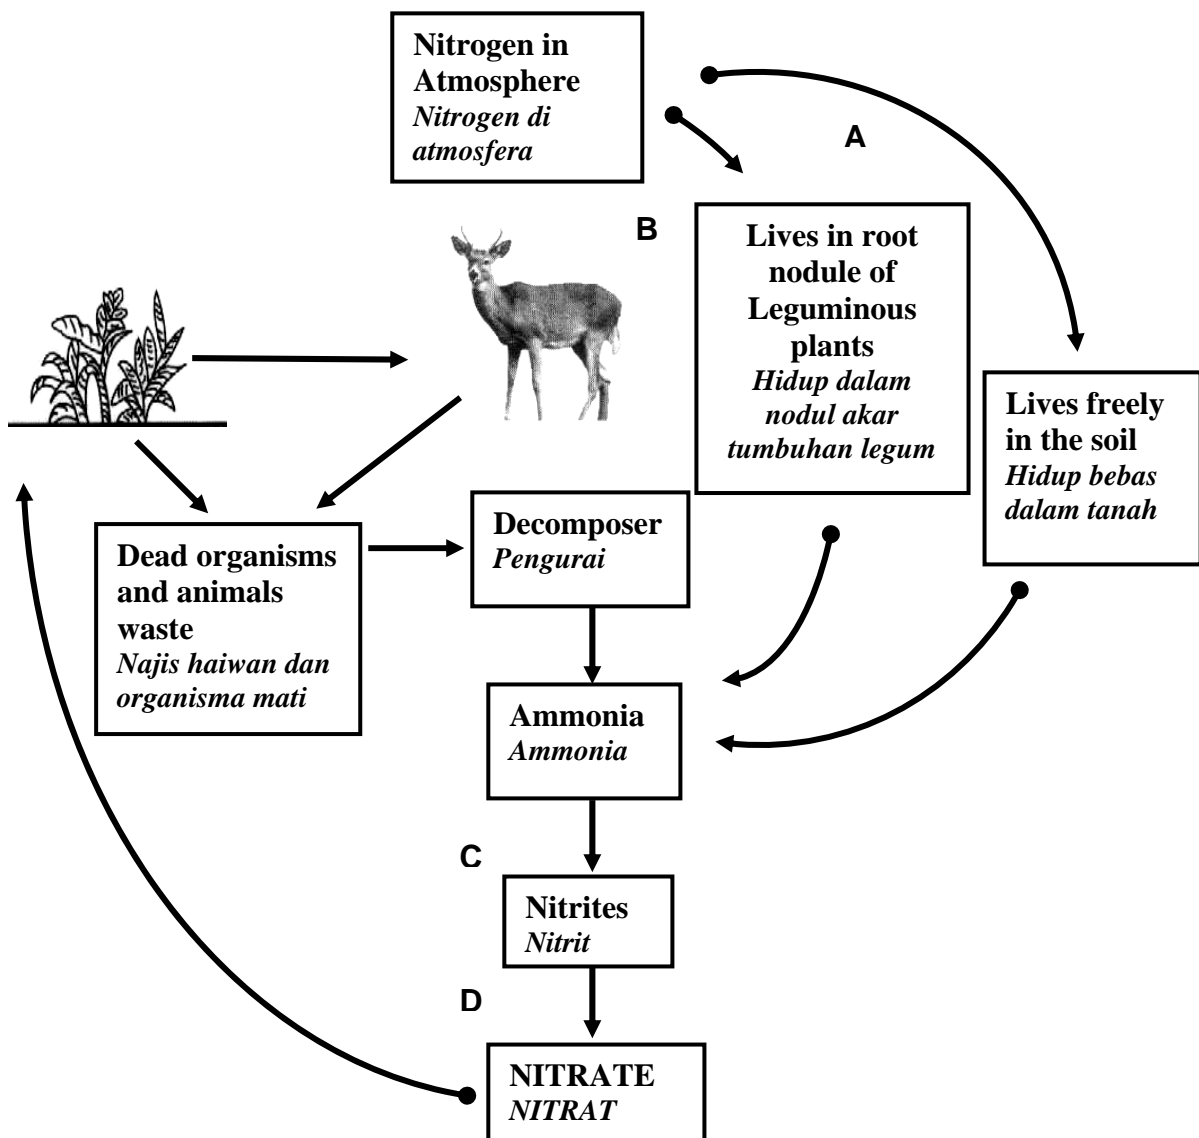 Nitrogen in
Atmosphere
Nitrogen di
atmosfera
A
B
Lives in root
nodule of
Leguminous
plants
Hidup dalam
nodul akar
tumbuhan legum
Lives freely
in the soil
Hidup bebas
dalam tanah
Decomposer
Pengurai
Dead organisms
and animals
waste
Najis haiwan dan
organisma mati
Ammonia
Ammonia
C
Nitrites
Nitrit
D
NITRATE
NITRAT